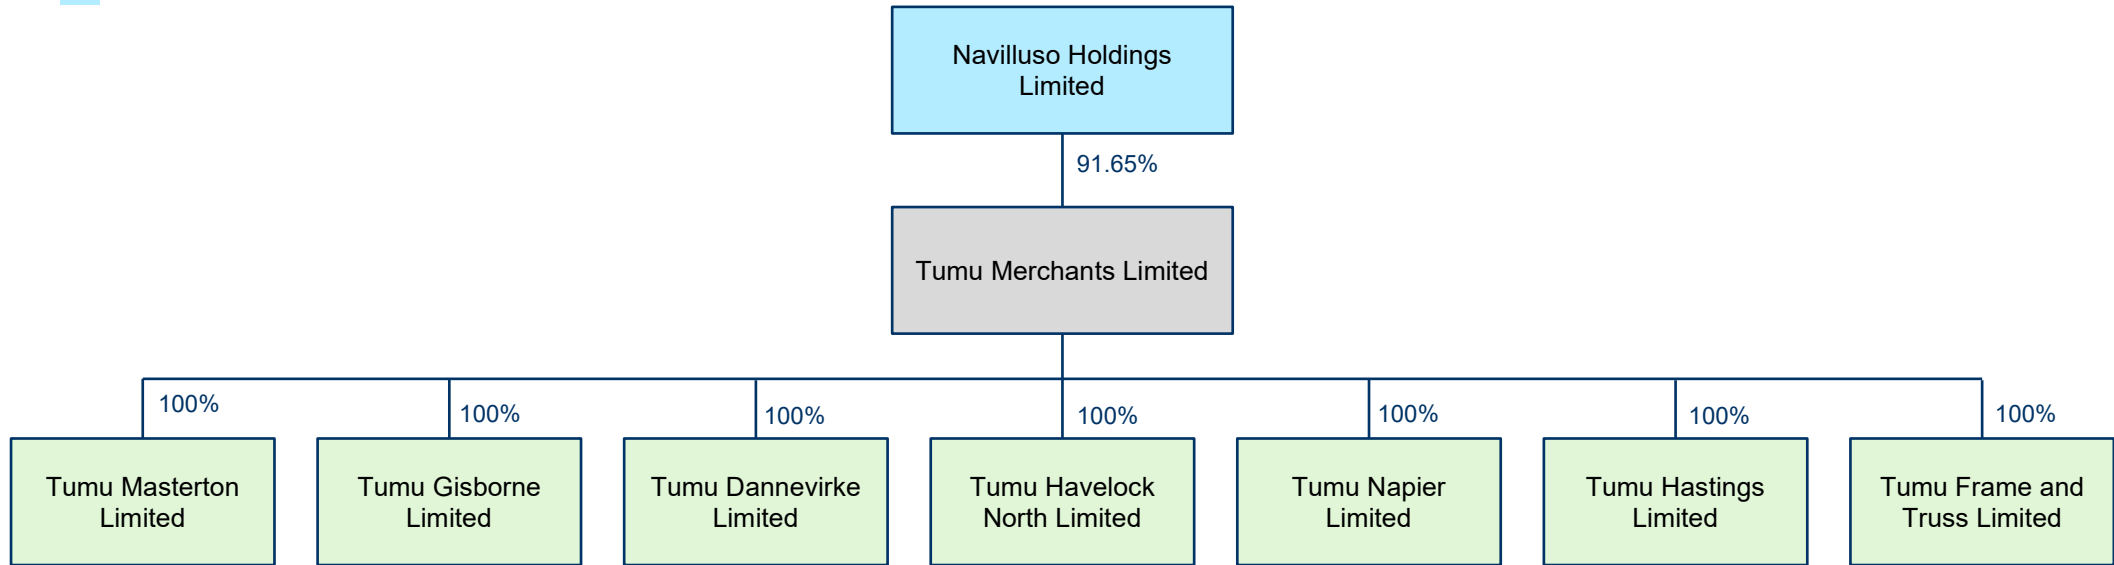 Navilluso Holdings
Limited
91.65%
Tumu Merchants Limited
100%
100%
100%
100%
100%
100%
100%
Tumu Masterton
Limited
Tumu Gisborne
Limited
Tumu Dannevirke
Limited
Tumu Havelock
North Limited
Tumu Napier
Limited
Tumu Hastings
Limited
Tumu Frame and
Truss Limited